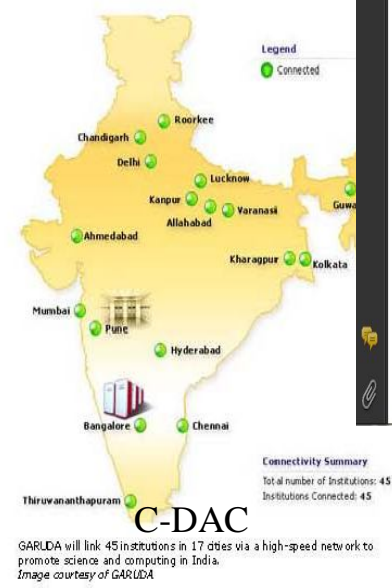 Legend
Connected
Roorkee
Chandigarh
Delhi
Lucknow
Kanpur
Varanasi
Allahabad
Guwa
Ahmedabad
Kharagpur
Kolkata
Mumbai
Pune
Hyderabad
Bangalore
Chennai
Connectivity Summary
Total number of Institutions: 45
Institutions Connected: 45
Thiruvananthapuram
C-DAC
GARUDA will link 45 institutions in 17 cities via a high-speed network to
promote science and computing in India.
Image courtesy of GARUDA